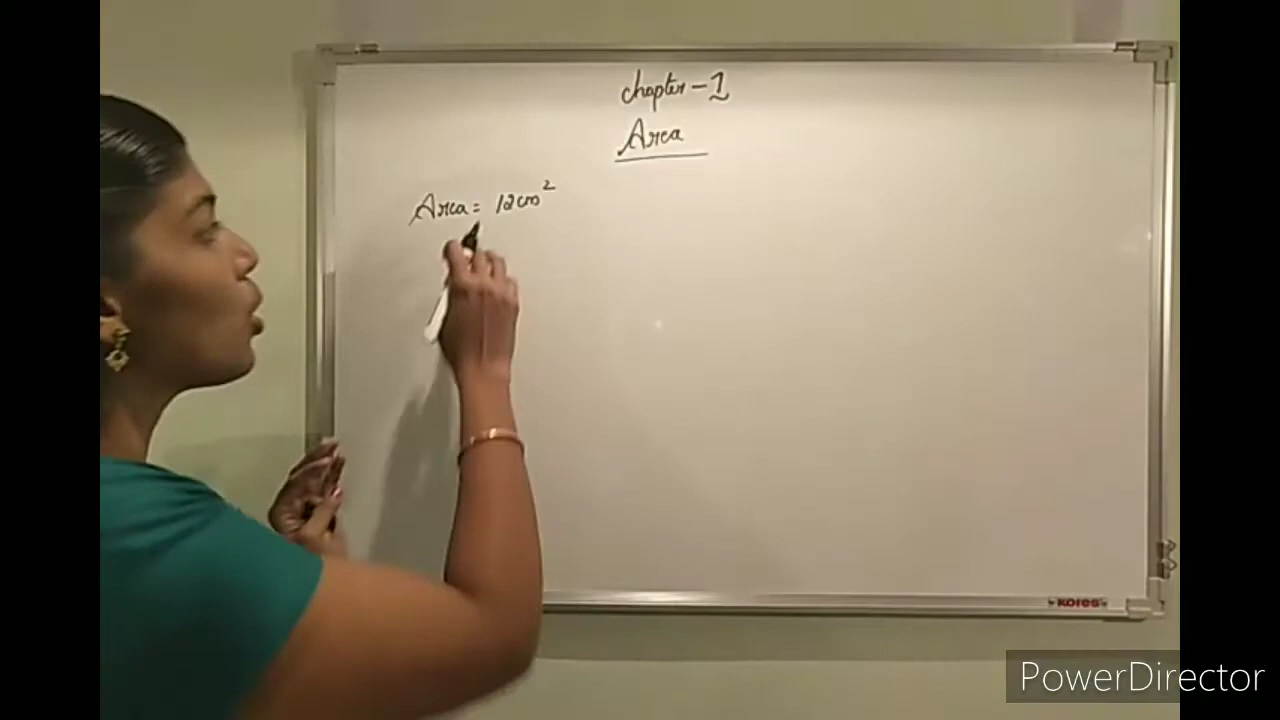 Chapter - 1
Area
Area = 12cm²
KORES
PowerDirector